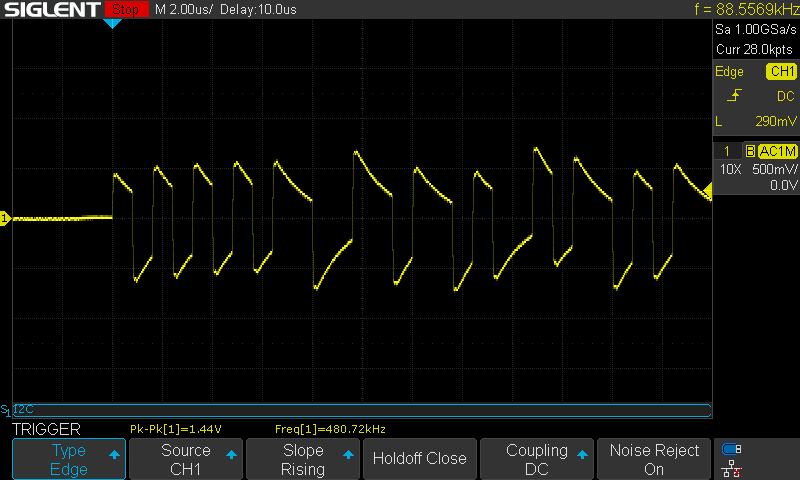 SIGLENT Stop M 2.00us/ Delay:10.0us f = 88.5569kHz
Sa 1.00GSa/s
Curr 28.0kpts
Edge CH1
DC
L 290mV
1 B AC1M
10X 500mV/
0.0V
1
S1 I2C
TRIGGER Pk-Pk[1]=1.44V Freq[1]=480.72kHz
Type Edge
Source CH1
Slope Rising
Holdoff Close
Coupling DC
Noise Reject On